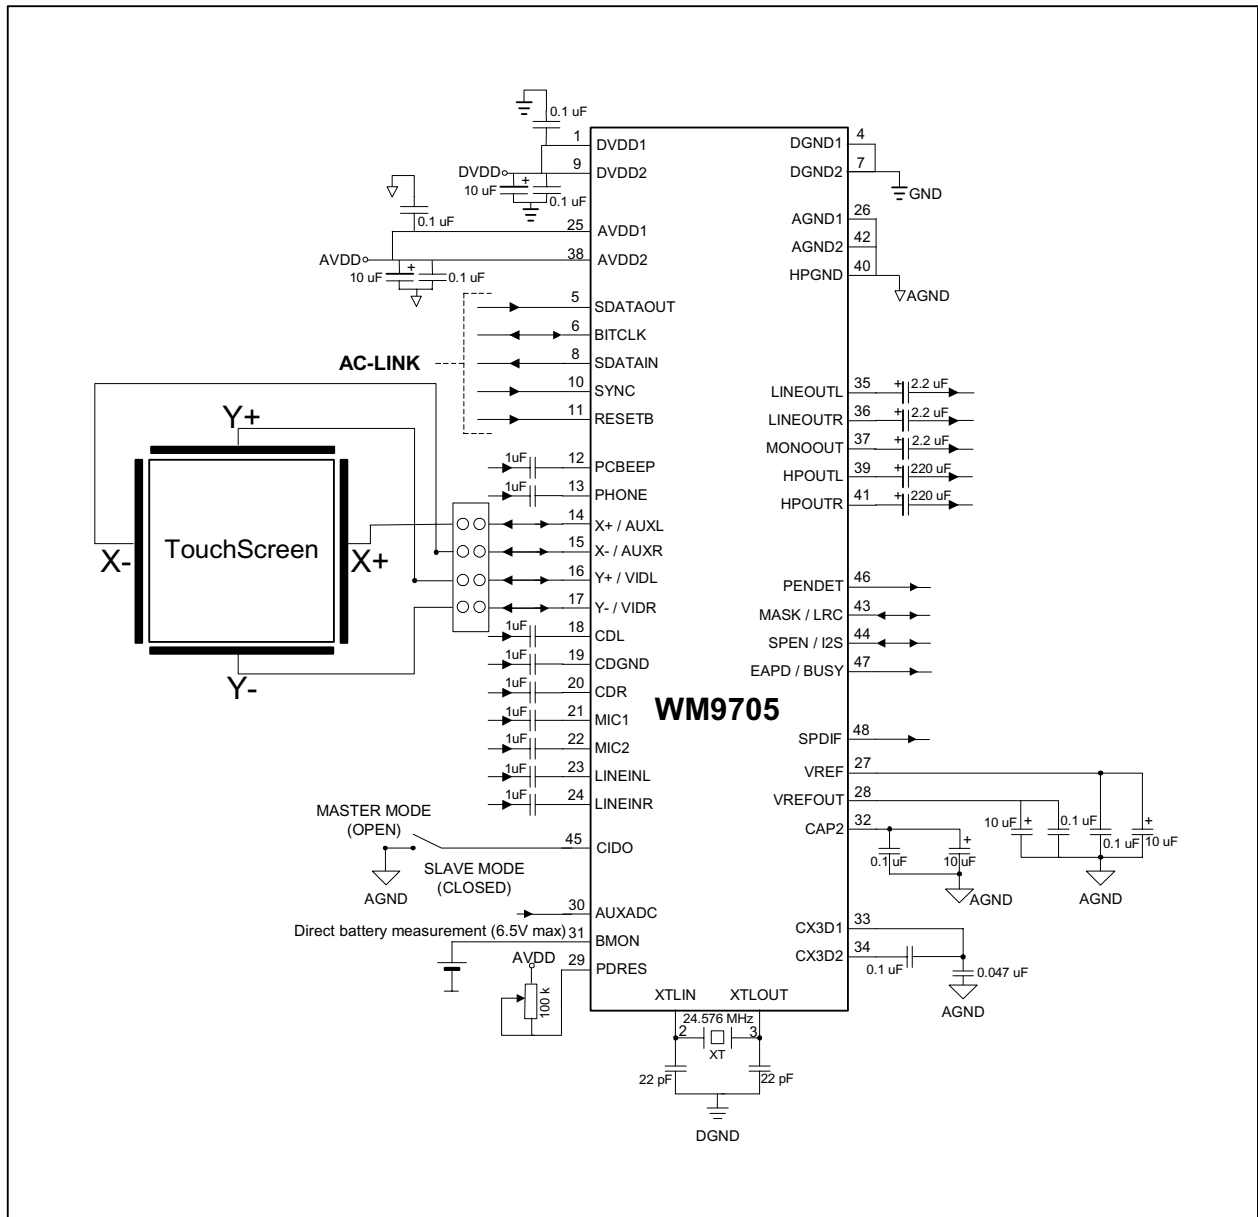 0.1 uF
1 DVDD1
DVDD 9 DVDD2
10 uF + 0.1 uF
0.1 uF
25 AVDD1
AVDD 38 AVDD2
10 uF + 0.1 uF
5 SDATAOUT
6 BITCLK
AC-LINK 8 SDATAIN
10 SYNC
11 RESETB
1uF 12 PCBEEP
1uF 13 PHONE
14 X+ / AUXL
15 X- / AUXR
16 Y+ / VIDL
17 Y- / VIDR
Y+
X- TouchScreen X+
Y-
1uF 18 CDL
1uF 19 CDGND
1uF 20 CDR
1uF 21 MIC1
1uF 22 MIC2
1uF 23 LINEINL
1uF 24 LINEINR
MASTER MODE
(OPEN)
45 CIDO
SLAVE MODE
(CLOSED)
AGND
30 AUXADC
Direct battery measurement (6.5V max) 31 BMON
AVDD 29 PDRES
100 k
WM9705
DGND1 4
DGND2 7
GND
AGND1 26
AGND2 42
HPGND 40
AGND
LINEOUTL 35 + 2.2 uF
LINEOUTR 36 + 2.2 uF
MONOOUT 37 + 2.2 uF
HPOUTL 39 + 220 uF
HPOUTR 41 + 220 uF
PENDET 46
MASK / LRC 43
SPEN / I2S 44
EAPD / BUSY 47
SPDIF 48
VREF 27
VREFOUT 28
10 uF + 0.1 uF 0.1 uF + 10 uF
AGND
CAP2 32
0.1 uF + 10 uF
AGND
CX3D1 33
CX3D2 34
0.1 uF 0.047 uF
AGND
XTLIN XTLOUT
24.576 MHz
2 3
XT
22 pF 22 pF
DGND